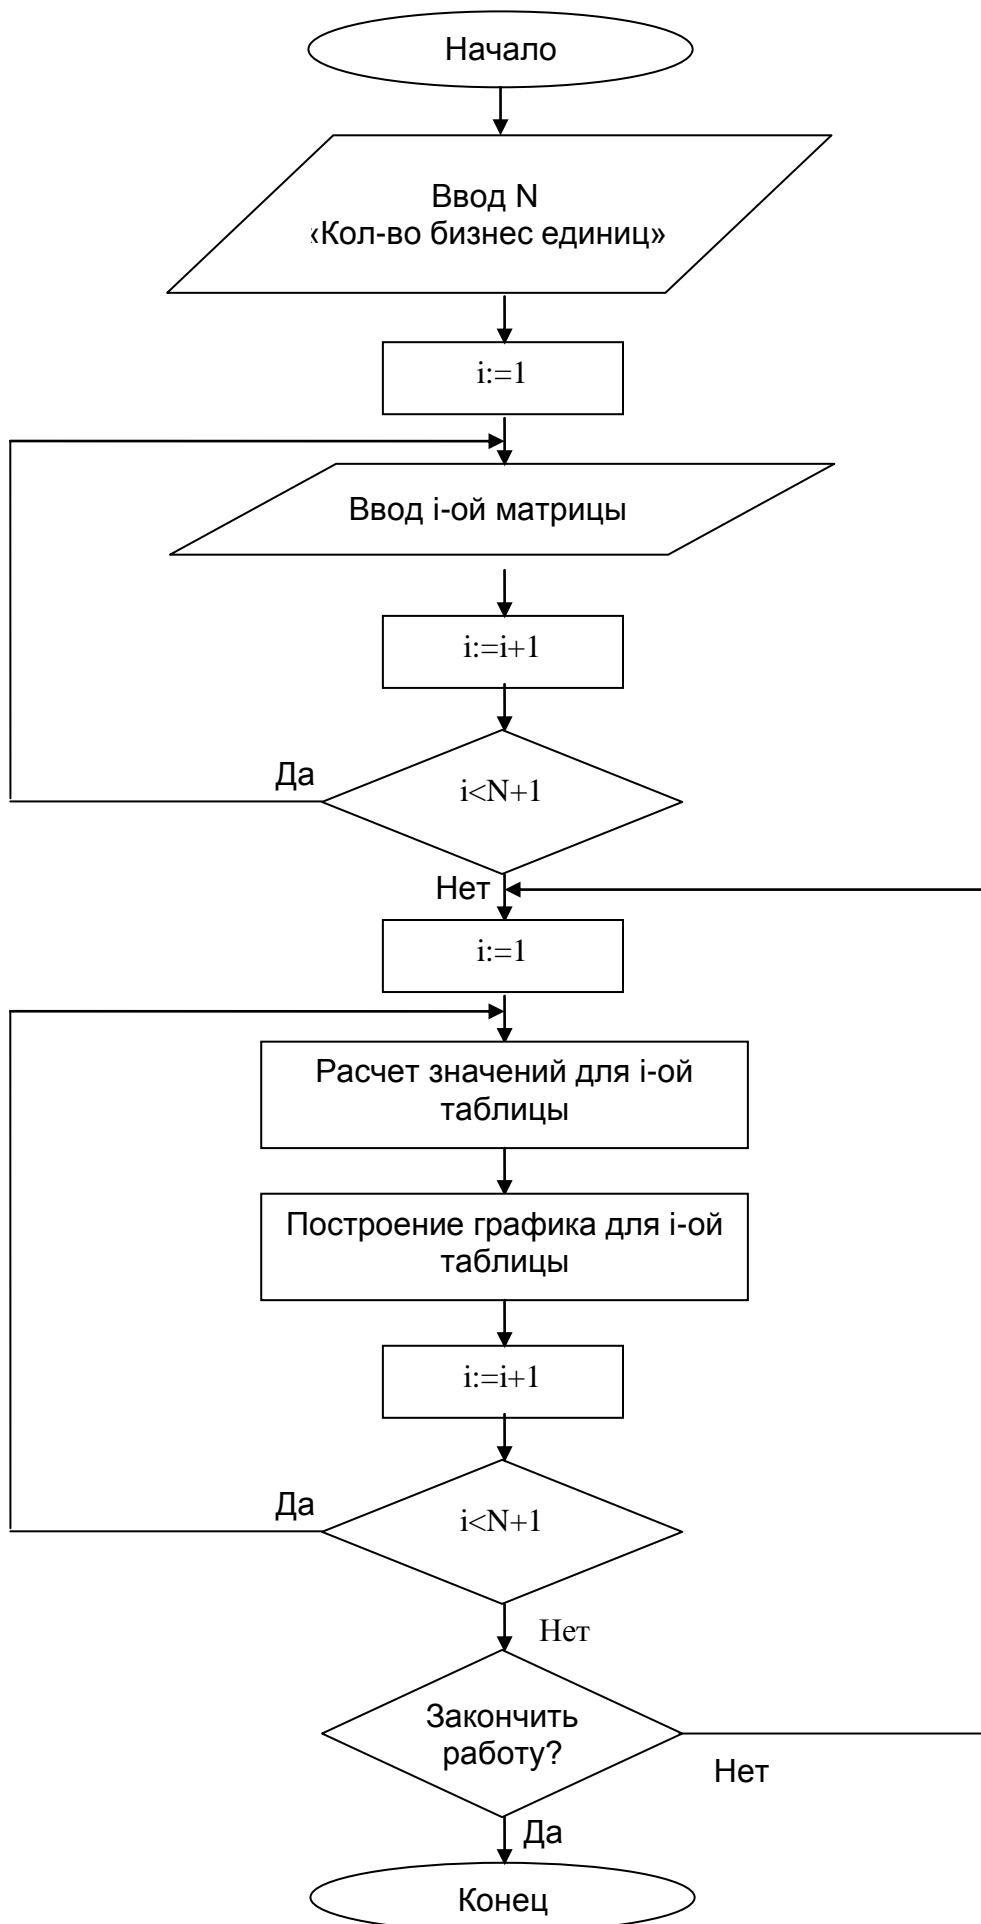 Начало
Ввод N
«Кол-во бизнес единиц»
i:=1
Ввод i-ой матрицы
i:=i+1
Да
i<N+1
Нет
i:=1
Расчет значений для i-ой
таблицы
Построение графика для i-ой
таблицы
i:=i+1
Да
i<N+1
Нет
Закончить
работу?
Нет
Да
Конец